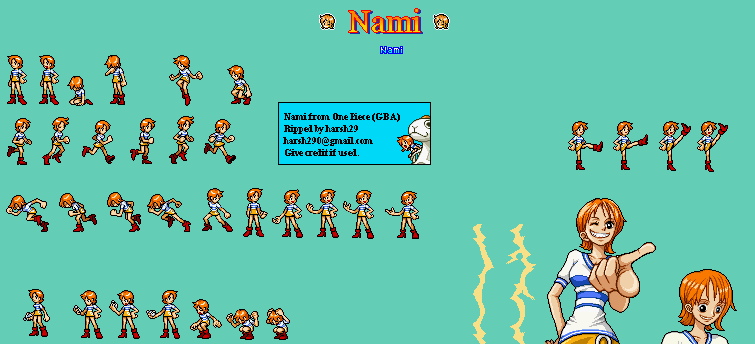 Nami
Nami
Nami from One Piece (GBA)
Ripped by harsh29
harsh290@gmail.com
Give credit if used.